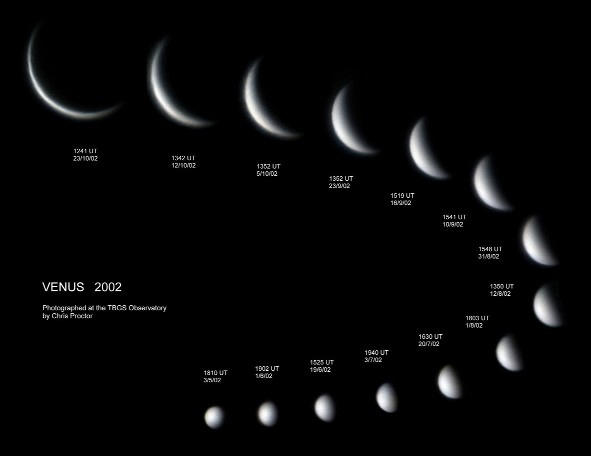 1241 UT
23/10/02
1342 UT
12/10/02
1352 UT
5/10/02
1352 UT
23/9/02
1519 UT
16/9/02
1541 UT
10/9/02
1548 UT
31/8/02
1350 UT
12/8/02
1603 UT
1/8/02
1630 UT
20/7/02
1940 UT
3/7/02
1525 UT
19/6/02
1902 UT
1/6/02
1810 UT
3/5/02
VENUS 2002
Photographed at the TBGS Observatory
by Chris Proctor